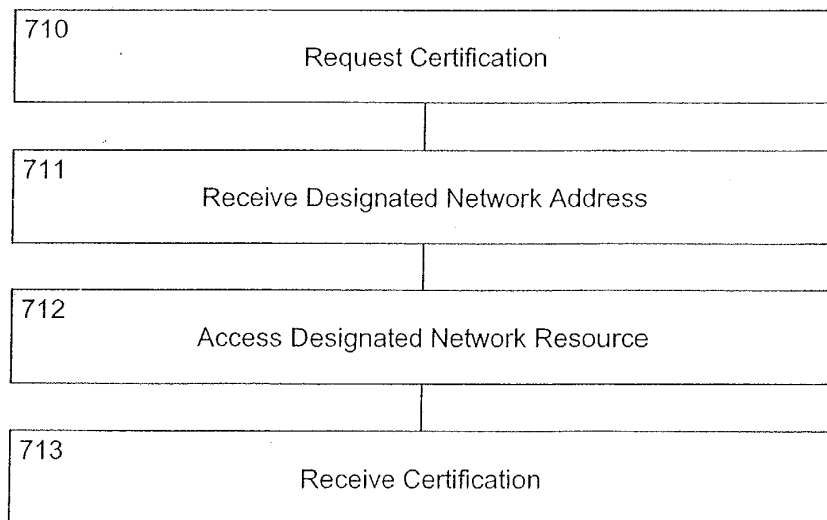 710
Request Certification
711
Receive Designated Network Address
712
Access Designated Network Resource
713
Receive Certification